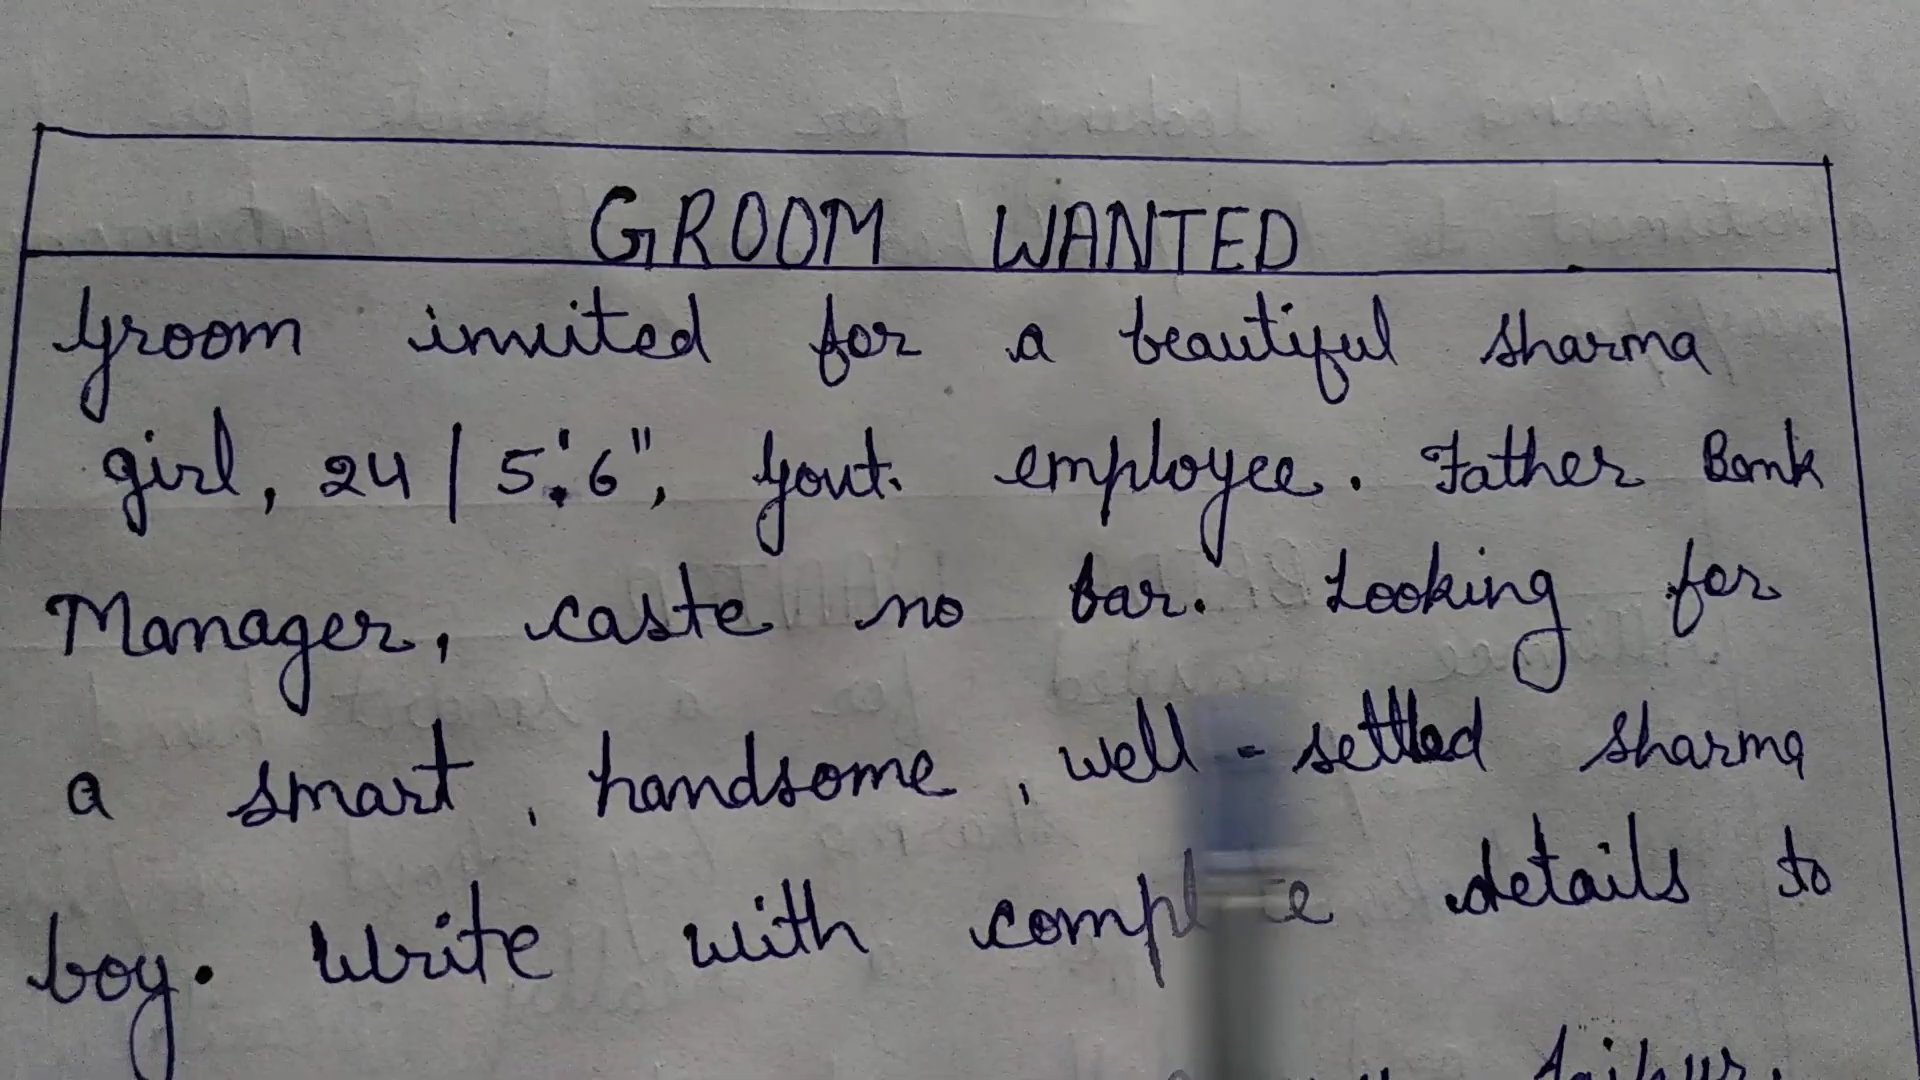 GROOM WANTED
Groom invited for a beautiful Sharma
girl, 24 | 5'.6", Govt. employee. Father Bank
Manager, caste no bar. Looking for
a smart, handsome, well-settled Sharma
boy. Write with details to
Jaipur.